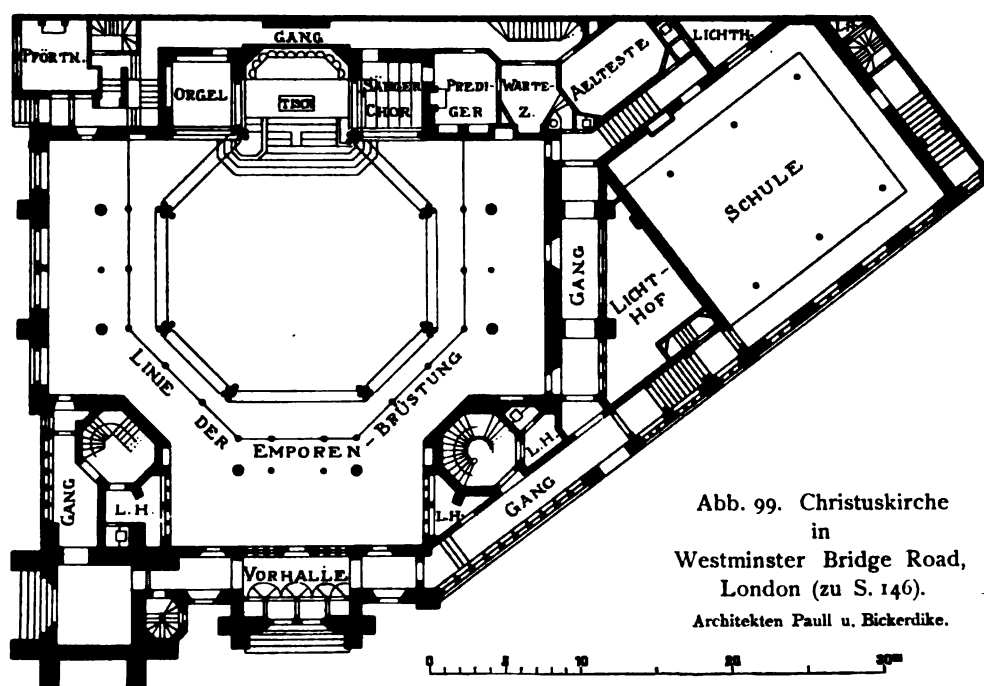 PFÖRTN.
GANG
LICHTH.
ORGEL
TISCH
SÄNGER
CHOR
PREDI-
GER
WARTE-
Z.
AELTESTE
SCHULE
GANG
LICHT-
HOF
LINIE
DER
EMPOREN
-BRÜSTUNG
GANG
L.H.
L.H.
L.H.
GANG
VORHALLE
Abb. 99. Christuskirche
in
Westminster Bridge Road,
London (zu S. 146).
Architekten Paull u. Bickerdike.
0 5 10 20 30m